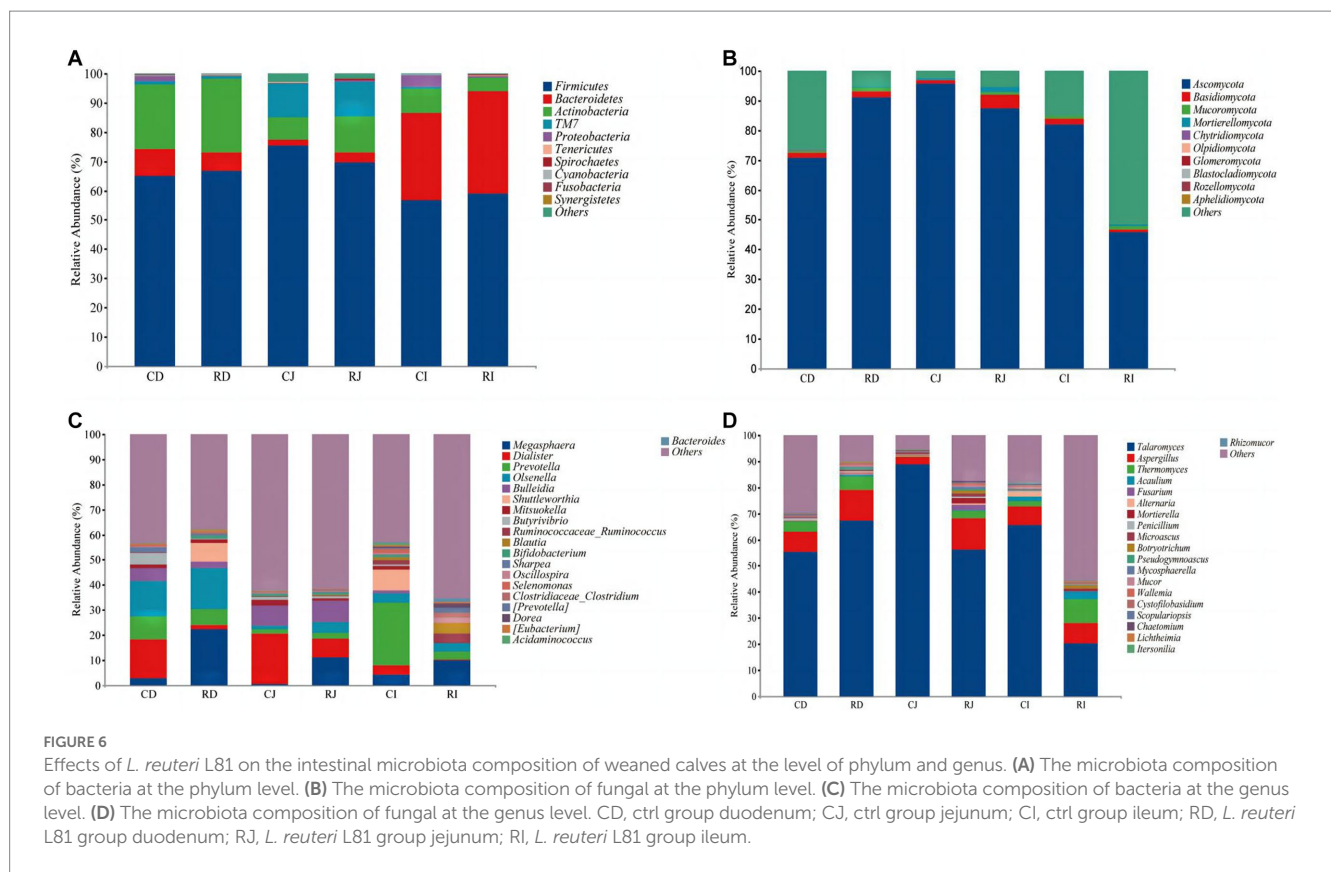 A
Relative Abundance (%)
100
90
80
70
60
50
40
30
20
10
0
CD RD CJ RJ CI RI
Firmicutes
Bacteroidetes
Actinobacteria
TM7
Proteobacteria
Tenericutes
Spirochaetes
Cyanobacteria
Fusobacteria
Synergistetes
Others
B
Relative Abundance (%)
100
90
80
70
60
50
40
30
20
10
0
CD RD CJ RJ CI RI
Ascomycota
Basidiomycota
Mucoromycota
Mortierellomycota
Chytridiomycota
Olpidiomycota
Glomeromycota
Blastocladiomycota
Rozellomycota
Aphelidiomycota
Others
C
Relative Abundance (%)
100
90
80
70
60
50
40
30
20
10
0
CD RD CJ RJ CI RI
Megasphaera
Dialister
Prevotella
Olsenella
Bulleidia
Shuttleworthia
Mitsuokella
Butyrivibrio
Ruminococcaceae_Ruminococcus
Blautia
Bifidobacterium
Sharpea
Oscillospira
Selenomonas
Clostridiaceae_Clostridium
[Prevotella]
Dorea
[Eubacterium]
Acidaminococcus
Bacteroides
Others
D
Relative Abundance (%)
100
90
80
70
60
50
40
30
20
10
0
CD RD CJ RJ CI RI
Talaromyces
Aspergillus
Thermomyces
Acaulium
Fusarium
Alternaria
Mortierella
Penicillium
Microascus
Botryotrichum
Pseudogymnoascus
Mycosphaerella
Mucor
Wallemia
Cystofilobasidium
Scopulariopsis
Chaetomium
Lichtheimia
Itersonilia
Rhizomucor
Others
FIGURE 6
Effects of L. reuteri L81 on the intestinal microbiota composition of weaned calves at the level of phylum and genus. (A) The microbiota composition
of bacteria at the phylum level. (B) The microbiota composition of fungal at the phylum level. (C) The microbiota composition of bacteria at the genus
level. (D) The microbiota composition of fungal at the genus level. CD, ctrl group duodenum; CJ, ctrl group jejunum; CI, ctrl group ileum; RD, L. reuteri
L81 group duodenum; RJ, L. reuteri L81 group jejunum; RI, L. reuteri L81 group ileum.